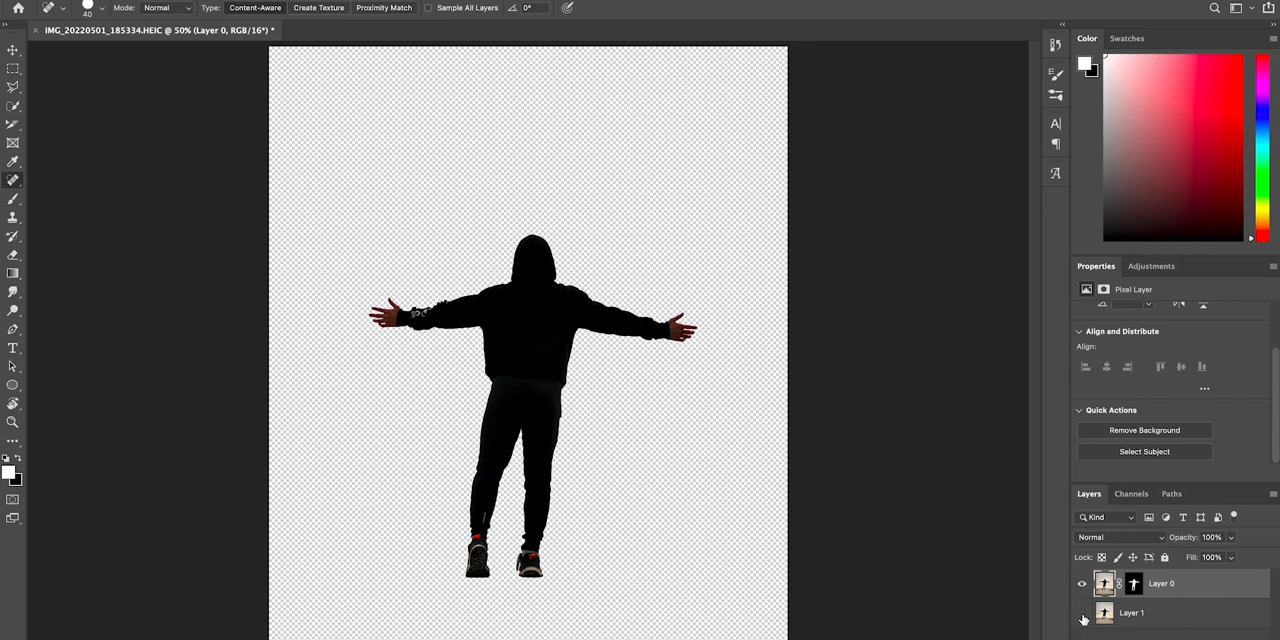 40 Mode: Normal Type: Content-Aware Create Texture Proximity Match Sample All Layers 0°
× IMG_20220501_185334.HEIC @ 50% (Layer 0, RGB/16*) *
Color Swatches
Properties Adjustments
Pixel Layer
Align and Distribute
Align:
Quick Actions
Remove Background
Select Subject
Layers Channels Paths
Kind
Normal Opacity: 100%
Lock: Fill: 100%
Layer 0
Layer 1